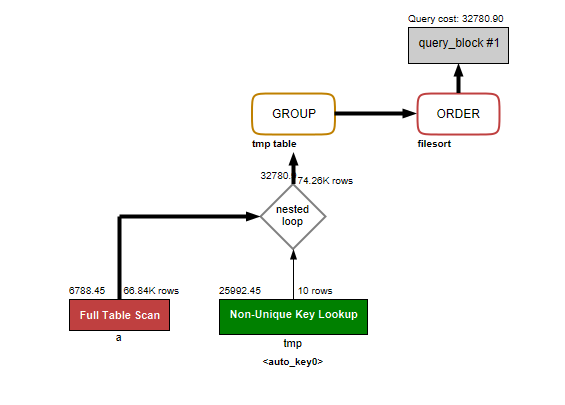 Query cost: 32780.90
query_block #1
GROUP
ORDER
tmp table
filesort
32780.
74.26K rows
nested
loop
6788.45
66.84K rows
25992.45
10 rows
Full Table Scan
Non-Unique Key Lookup
a
tmp
<auto_key0>